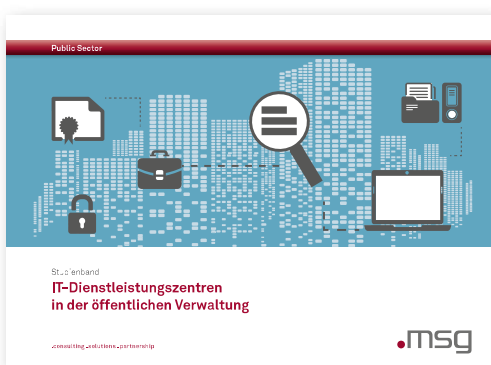 Public Sector
Studienband
IT-Dienstleistungszentren
in der öffentlichen Verwaltung
.consulting .solutions .partnership
.msg